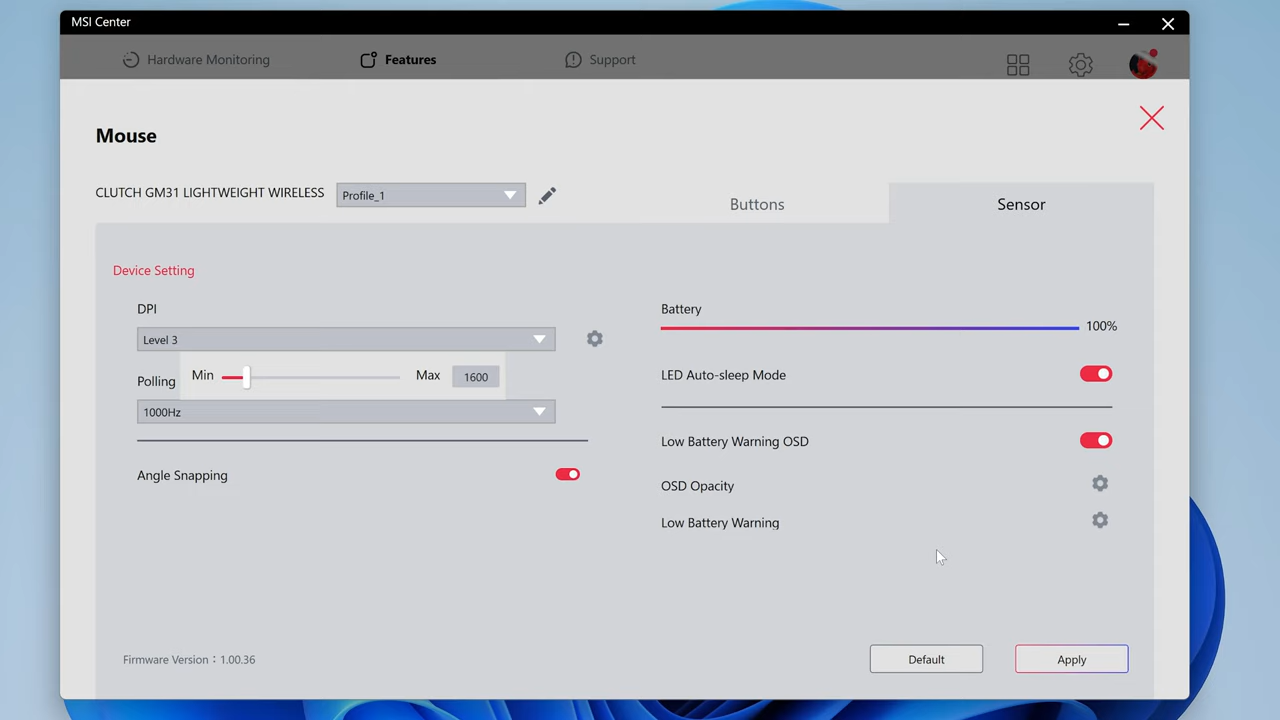 MSI Center
Hardware Monitoring
Features
Support
Mouse
CLUTCH GM31 LIGHTWEIGHT WIRELESS
Profile_1
Buttons
Sensor
Device Setting
DPI
Level 3
Min
Max
1600
Polling
1000Hz
Angle Snapping
Battery
100%
LED Auto-sleep Mode
Low Battery Warning OSD
OSD Opacity
Low Battery Warning
Firmware Version：1.00.36
Default
Apply